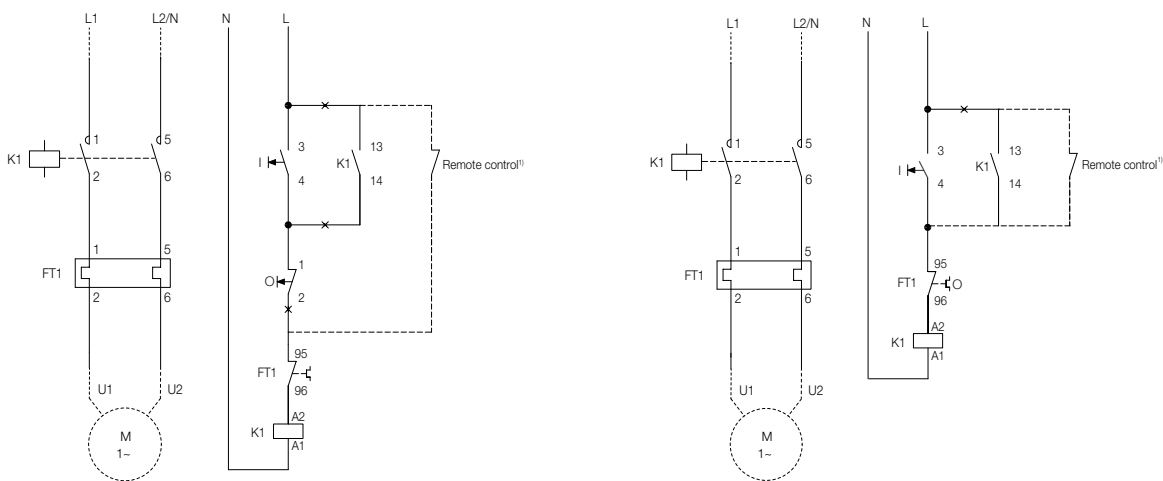 L1 L2/N N L
1 5
K1
2 6
3 13
I K1 Remote control¹⁾
4 14
1 5
FT1
2 6
1
O
2
95
FT1
96
U1 U2
A2
K1
A1
M
1~
L1 L2/N N L
1 5
K1
2 6
3 13
I K1 Remote control¹⁾
4 14
1 5
FT1
2 6
95
FT1 O
96
A2
K1
A1
U1 U2
M
1~